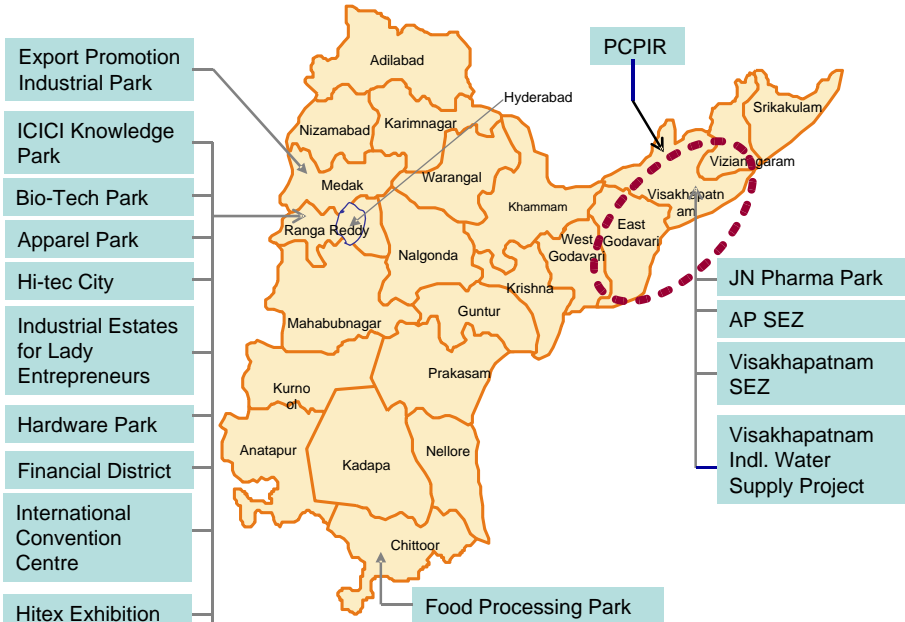 Export Promotion
Industrial Park
ICICI Knowledge
Park
Bio-Tech Park
Apparel Park
Hi-tec City
Industrial Estates
for Lady
Entrepreneurs
Hardware Park
Financial District
International
Convention
Centre
Hitex Exhibition
PCPIR
Adilabad
Hyderabad
Srikakulam
Nizamabad
Karimnagar
Vizianagaram
Medak
Warangal
Visakhapatn
am
Khammam
Ranga Reddy
East
Godavari
West
Godavari
Nalgonda
Krishna
Guntur
Mahabubnagar
Prakasam
Kurno
ol
Anatapur
Kadapa
Nellore
Chittoor
JN Pharma Park
AP SEZ
Visakhapatnam
SEZ
Visakhapatnam
Indl. Water
Supply Project
Food Processing Park